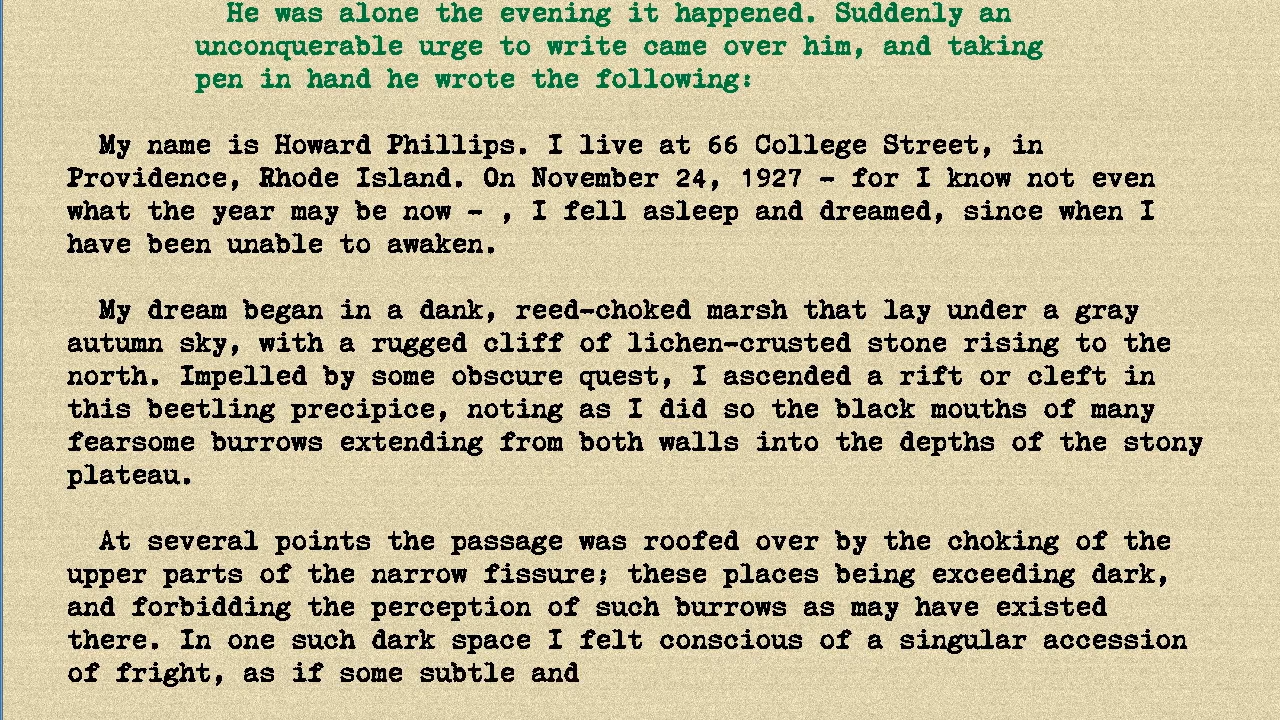 He was alone the evening it happened. Suddenly an
unconquerable urge to write came over him, and taking
pen in hand he wrote the following:
My name is Howard Phillips. I live at 66 College Street, in
Providence, Rhode Island. On November 24, 1927 – for I know not even
what the year may be now – , I fell asleep and dreamed, since when I
have been unable to awaken.
My dream began in a dank, reed-choked marsh that lay under a gray
autumn sky, with a rugged cliff of lichen-crusted stone rising to the
north. Impelled by some obscure quest, I ascended a rift or cleft in
this beetling precipice, noting as I did so the black mouths of many
fearsome burrows extending from both walls into the depths of the stony
plateau.
At several points the passage was roofed over by the choking of the
upper parts of the narrow fissure; these places being exceeding dark,
and forbidding the perception of such burrows as may have existed
there. In one such dark space I felt conscious of a singular accession
of fright, as if some subtle and